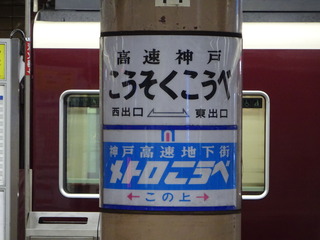 高速神戸
こうそくこうべ
西出口 東出口
神戸高速地下街
メトロこうべ
←この上→